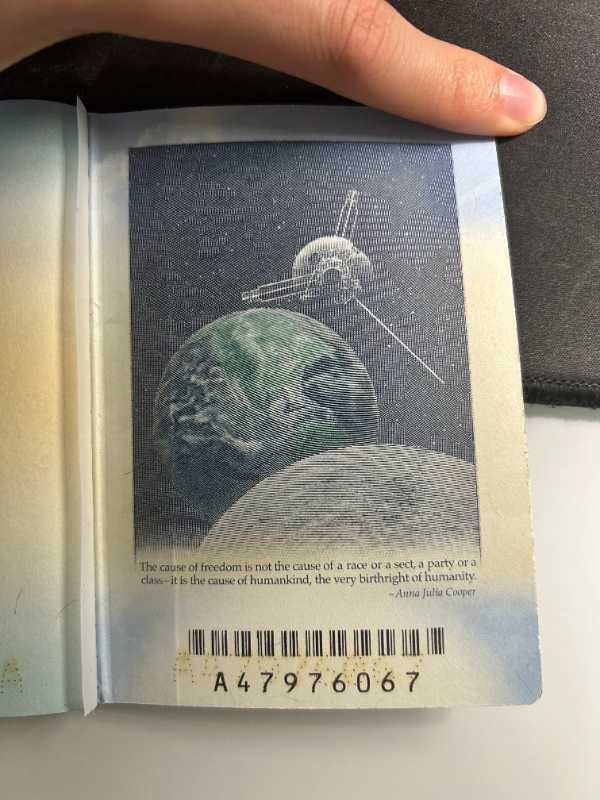 The cause of freedom is not the cause of a race or a sect, a party or a
class—it is the cause of humankind, the very birthright of humanity.
–Anna Julia Cooper
A47976067